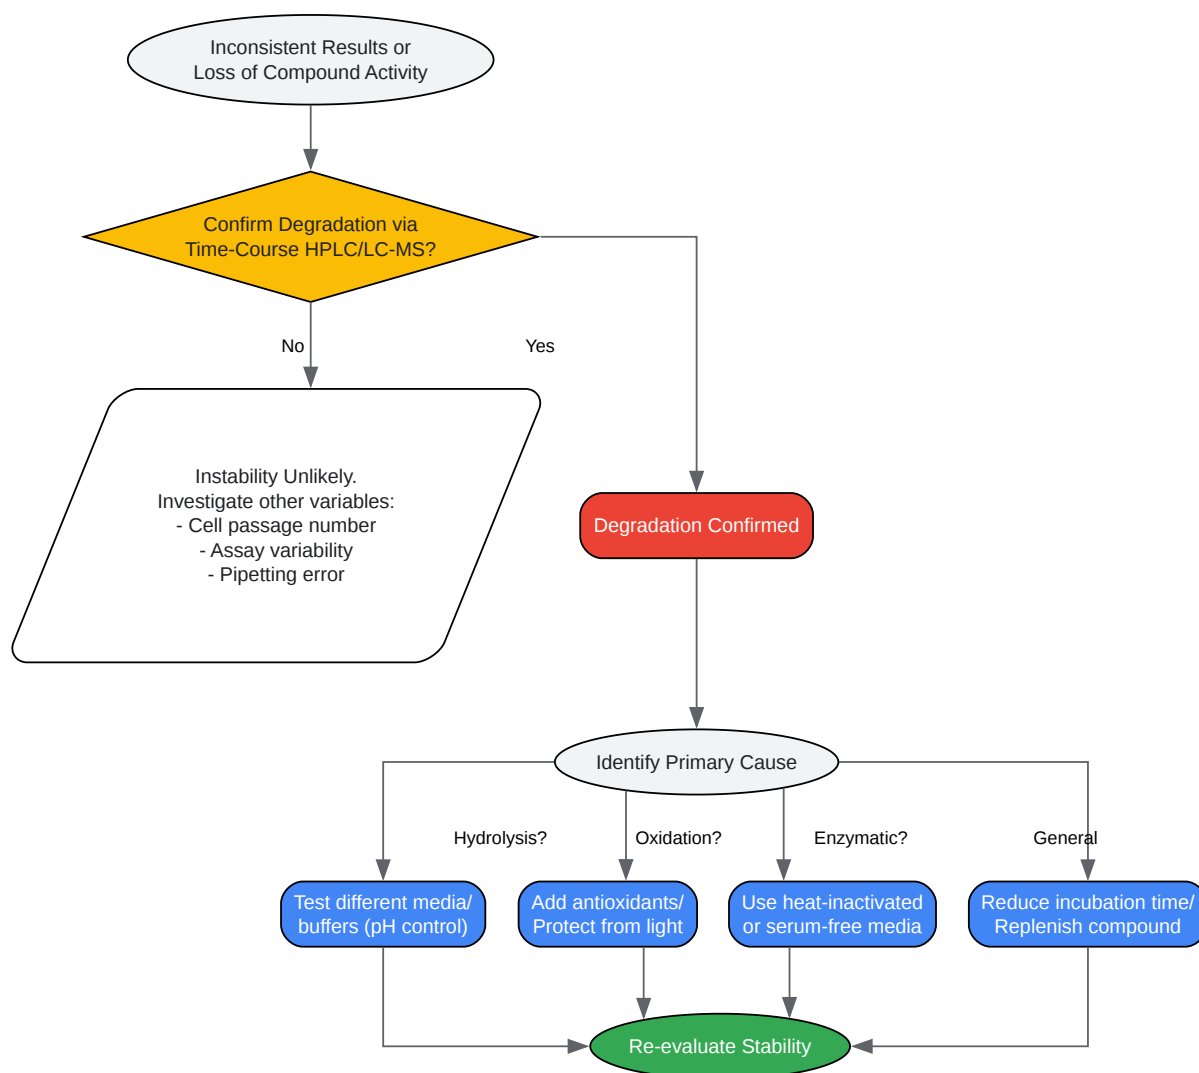 Inconsistent Results or
Loss of Compound Activity
Confirm Degradation via
Time-Course HPLC/LC-MS?
No
Yes
Instability Unlikely.
Investigate other variables:
- Cell passage number
- Assay variability
- Pipetting error
Degradation Confirmed
Identify Primary Cause
Hydrolysis?
Oxidation?
Enzymatic?
General
Test different media/
buffers (pH control)
Add antioxidants/
Protect from light
Use heat-inactivated
or serum-free media
Reduce incubation time/
Replenish compound
Re-evaluate Stability